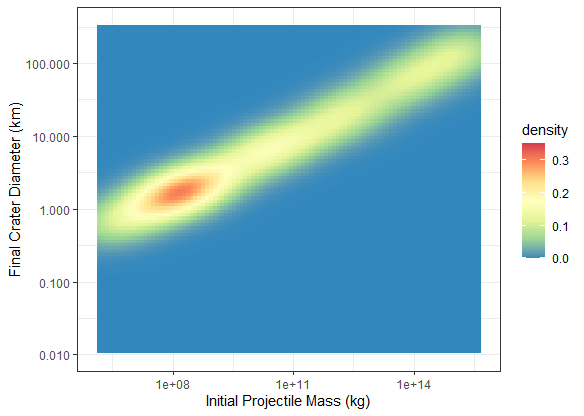 Final Crater Diameter (km)
100.000
10.000
1.000
0.100
0.010
1e+08
1e+11
1e+14
Initial Projectile Mass (kg)
density
0.3
0.2
0.1
0.0